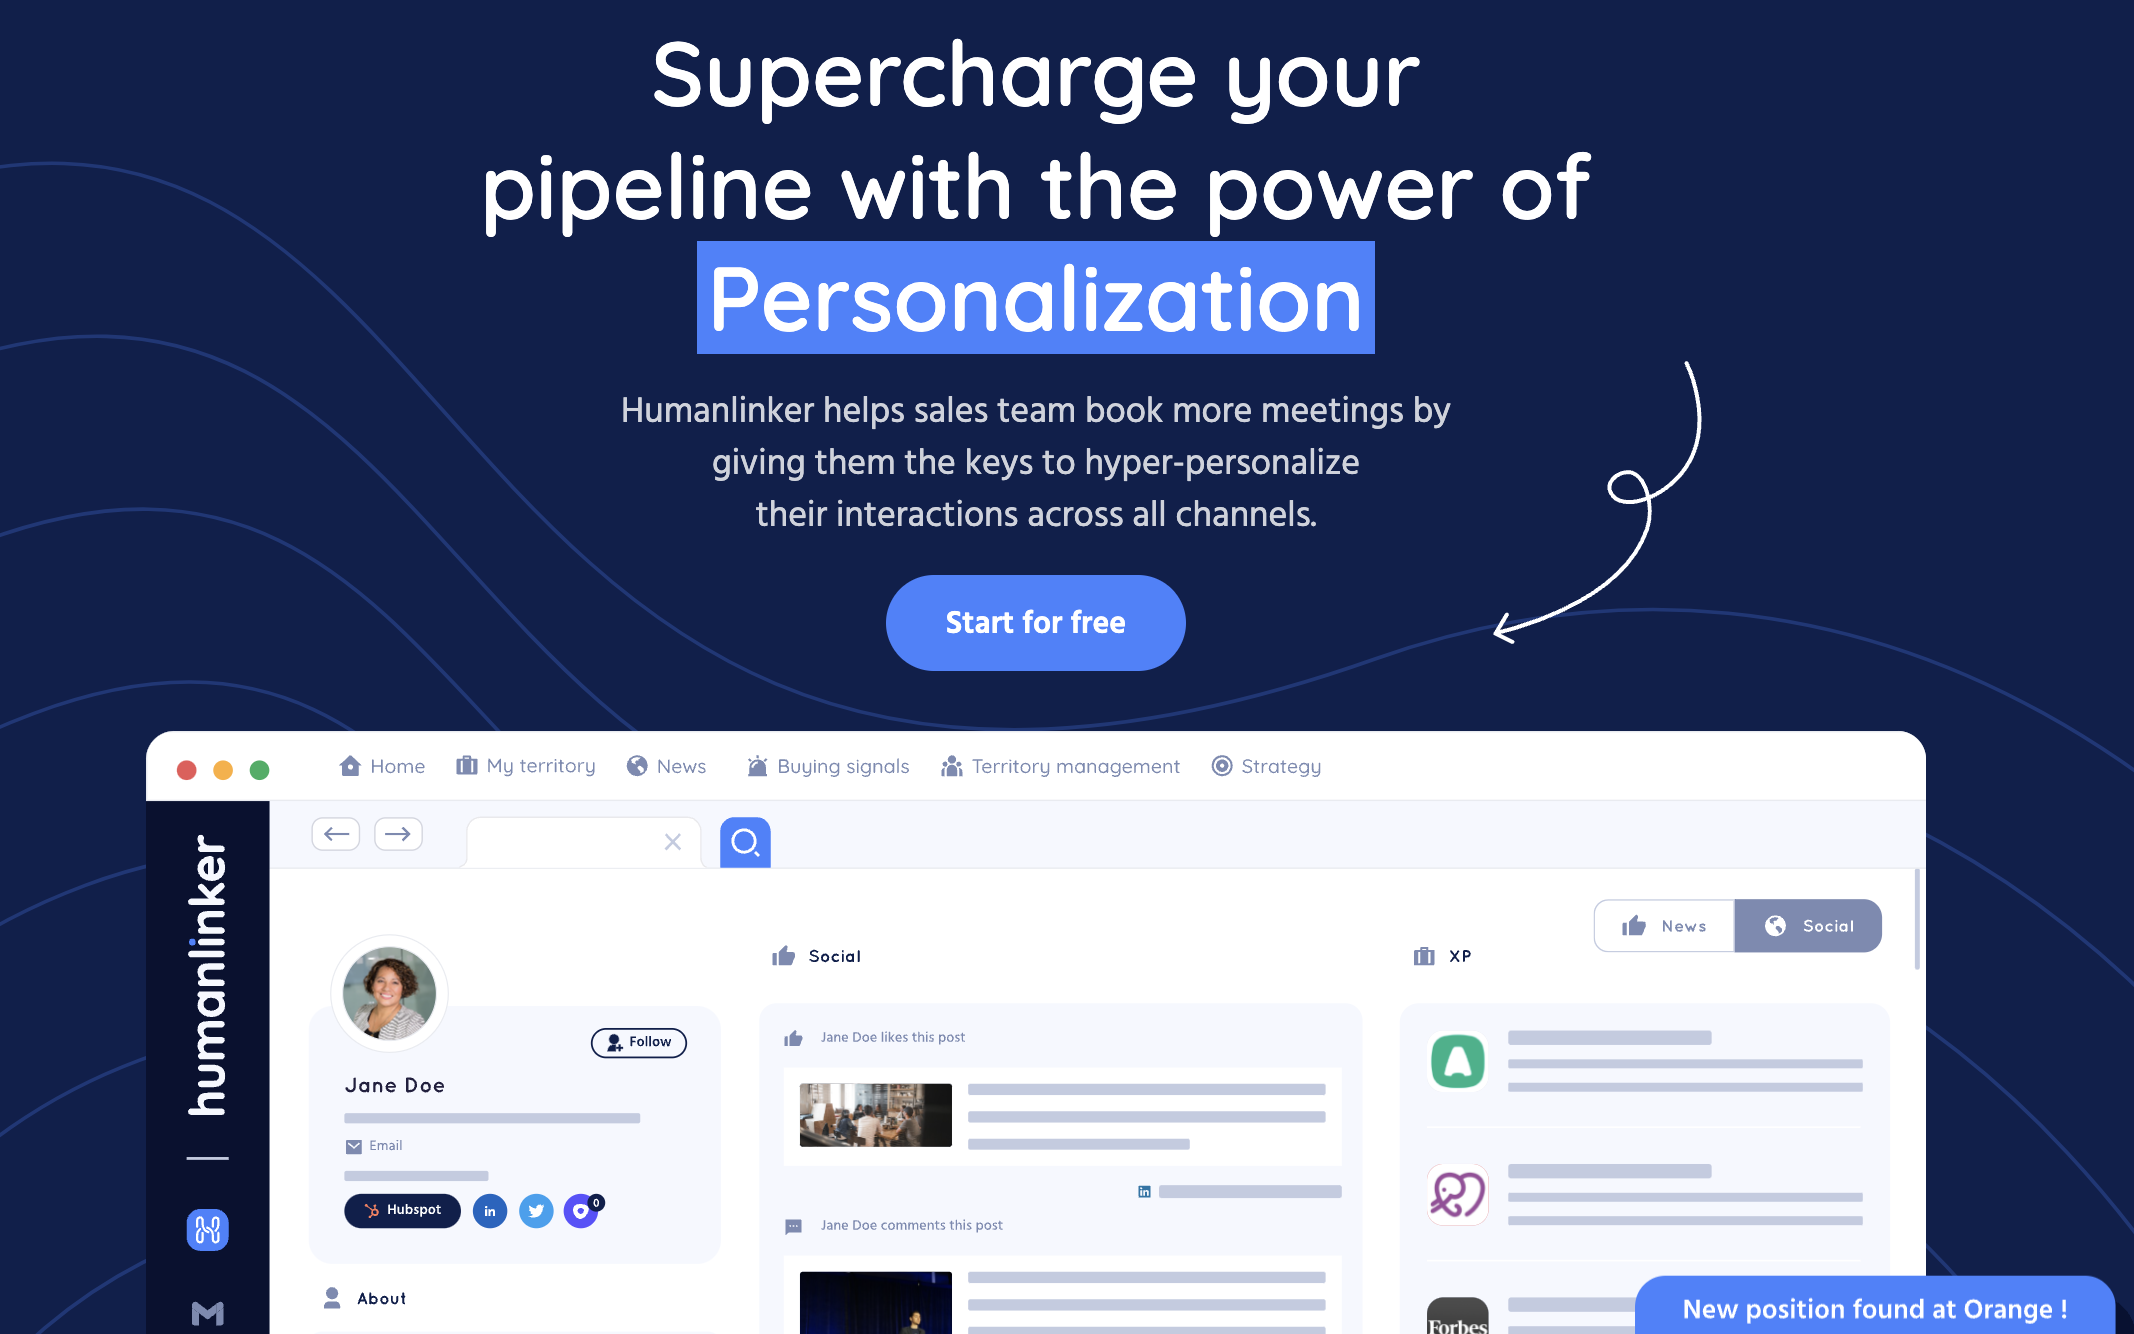 Supercharge your
pipeline with the power of
Personalization
Humanlinker helps sales team book more meetings by
giving them the keys to hyper-personalize
their interactions across all channels.
Start for free
Home My territory News Buying signals Territory management Strategy
humanlinker
News Social
Social
XP
Jane Doe likes this post
Follow
Jane Doe
Email
in
Hubspot in 0
Jane Doe comments this post
About
New position found at Orange !
Forbes